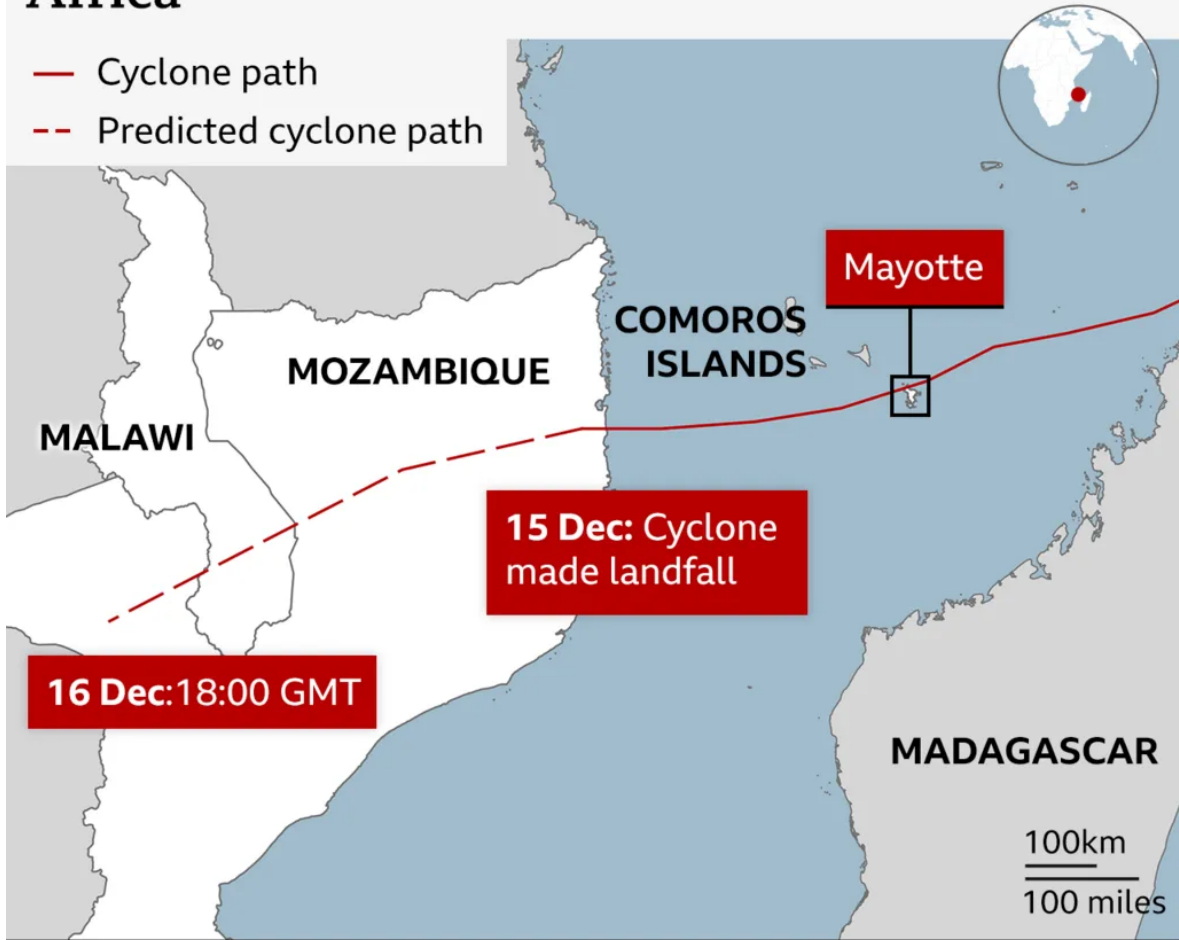 Africa
Cyclone path
Predicted cyclone path
Mayotte
COMOROS
ISLANDS
MOZAMBIQUE
MALAWI
15 Dec: Cyclone
made landfall
16 Dec:18:00 GMT
MADAGASCAR
100km
100 miles